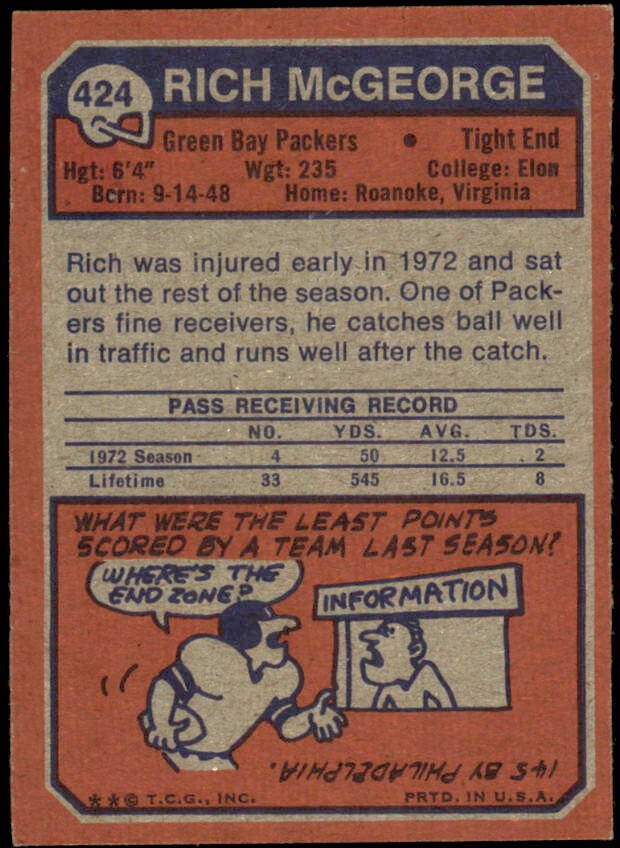 424 RICH McGEORGE
Green Bay Packers • Tight End
Hgt: 6'4" Wgt: 235 College: Elon
Born: 9-14-48 Home: Roanoke, Virginia
Rich was injured early in 1972 and sat
out the rest of the season. One of Pack-
ers fine receivers, he catches ball well
in traffic and runs well after the catch.
PASS RECEIVING RECORD
NO. YDS. AVG. TDS.
1972 Season 4 50 12.5 2
Lifetime 33 545 16.5 8
WHAT WERE THE LEAST POINTS
SCORED BY A TEAM LAST SEASON?
WHERE'S THE
END ZONE?
INFORMATION
145 BY PHILADELPHIA.
**© T.C.G., INC. PRTD. IN U.S.A.